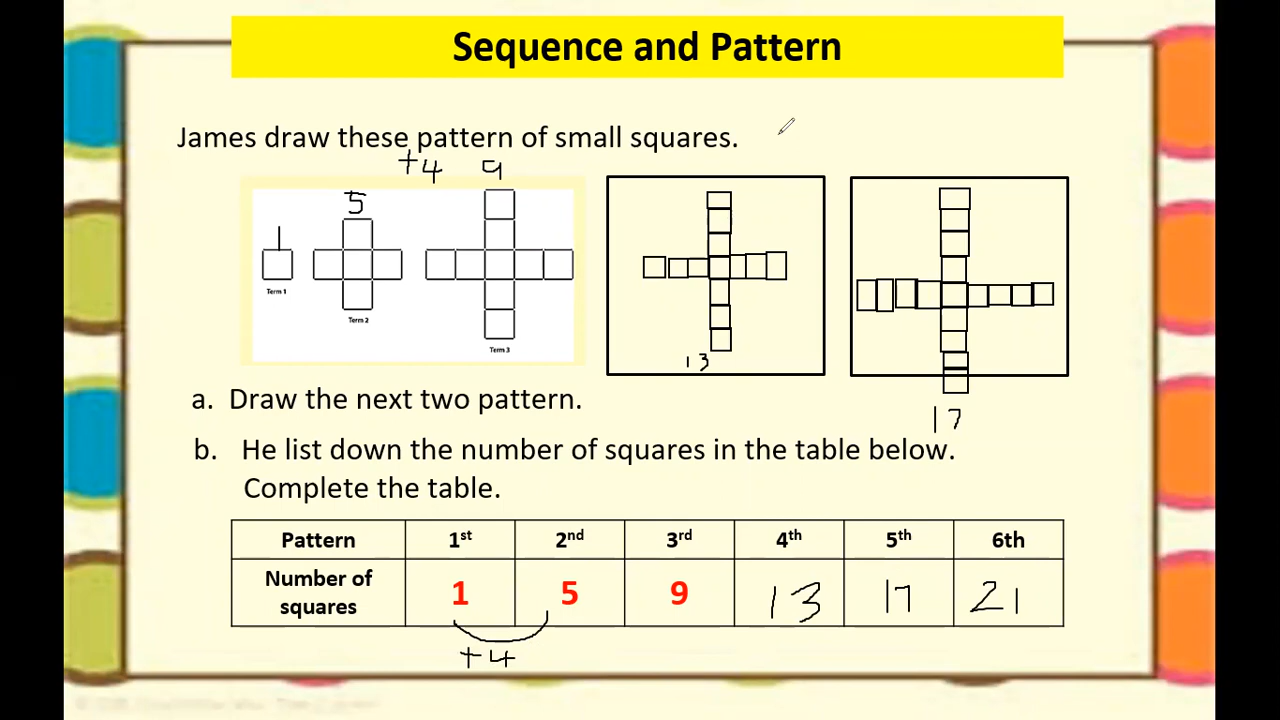 Sequence and Pattern
James draw these pattern of small squares.
+4
1
5
9
Term 1
Term 2
Term 3
13
17
a. Draw the next two pattern.
b. He list down the number of squares in the table below.
Complete the table.
Pattern 1st 2nd 3rd 4th 5th 6th
Number of squares 1 5 9 13 17 21
+4